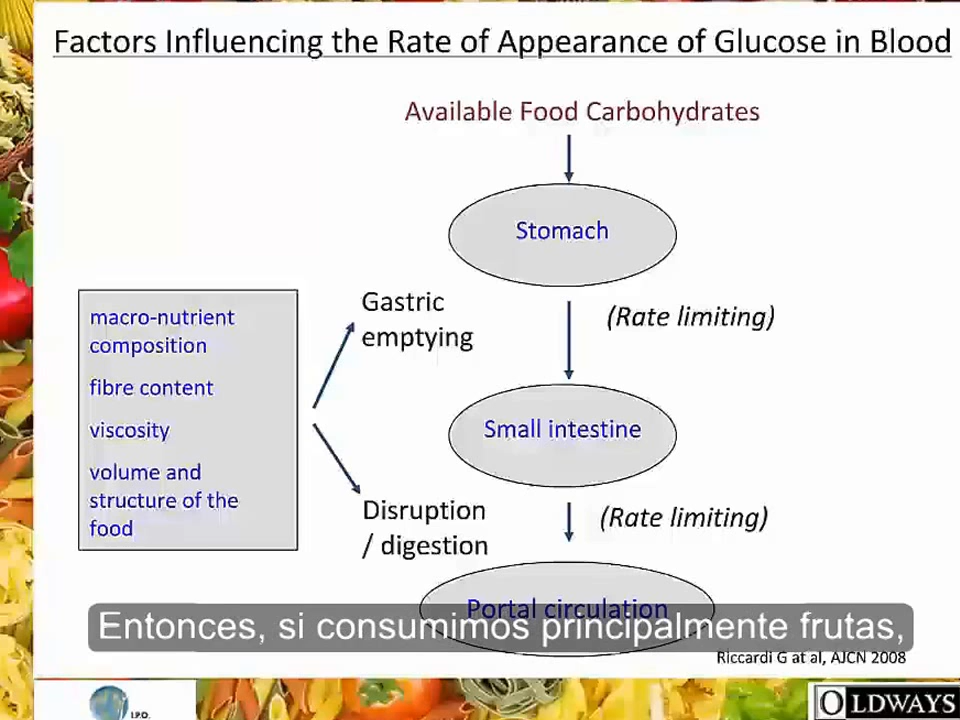 Factors Influencing the Rate of Appearance of Glucose in Blood
Available Food Carbohydrates
Stomach
(Rate limiting)
Gastric
emptying
macro-nutrient
composition
fibre content
viscosity
volume and
structure of the
food
Small intestine
Disruption
/ digestion
(Rate limiting)
Portal circulation
Entonces, si consumimos principalmente frutas,
Riccardi G at al, AJCN 2008
I.P.O.
OLDWAYS